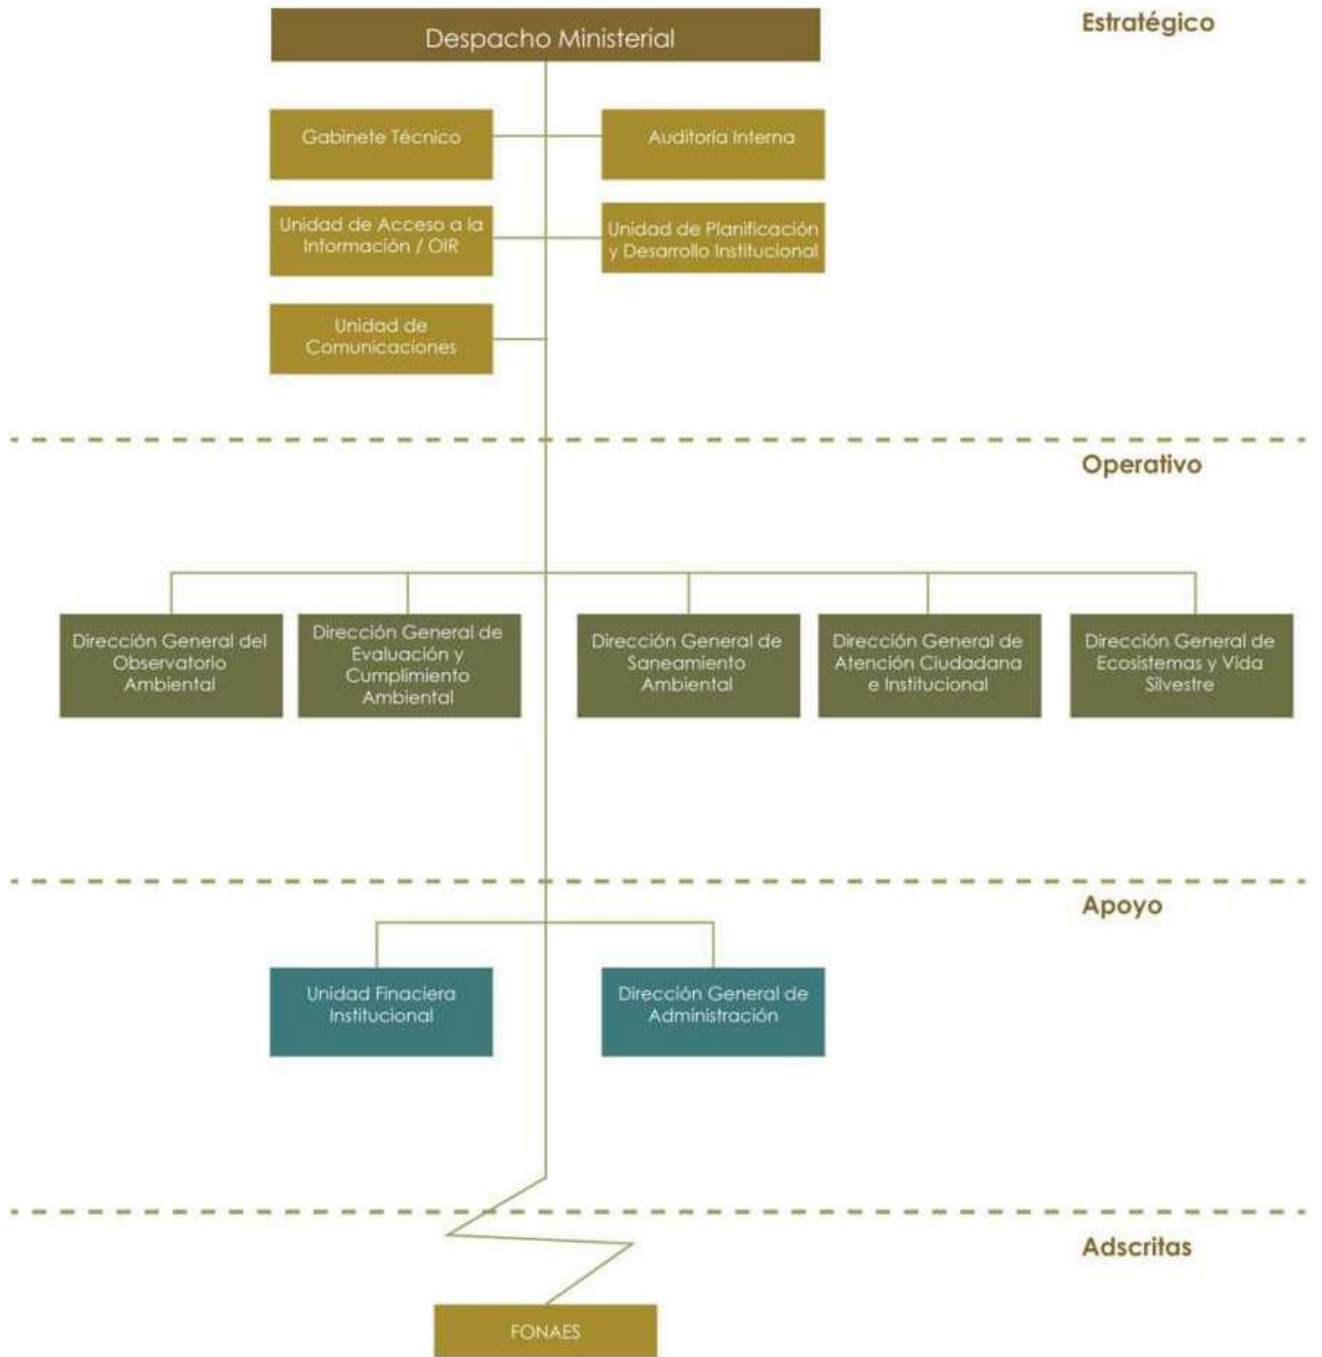 Estratégico
Despacho Ministerial
Gabinete Técnico
Auditoría Interna
Unidad de Acceso a la
Información / OIR
Unidad de Planificación
y Desarrollo Institucional
Unidad de
Comunicaciones
Operativo
Dirección General del
Observatorio
Ambiental
Dirección General de
Evaluación y
Cumplimiento
Ambiental
Dirección General de
Saneamiento
Ambiental
Dirección General de
Atención Ciudadana
e Institucional
Dirección General de
Ecosistemas y Vida
Silvestre
Apoyo
Unidad Finaciera
Institucional
Dirección General de
Administración
Adscritas
FONAES